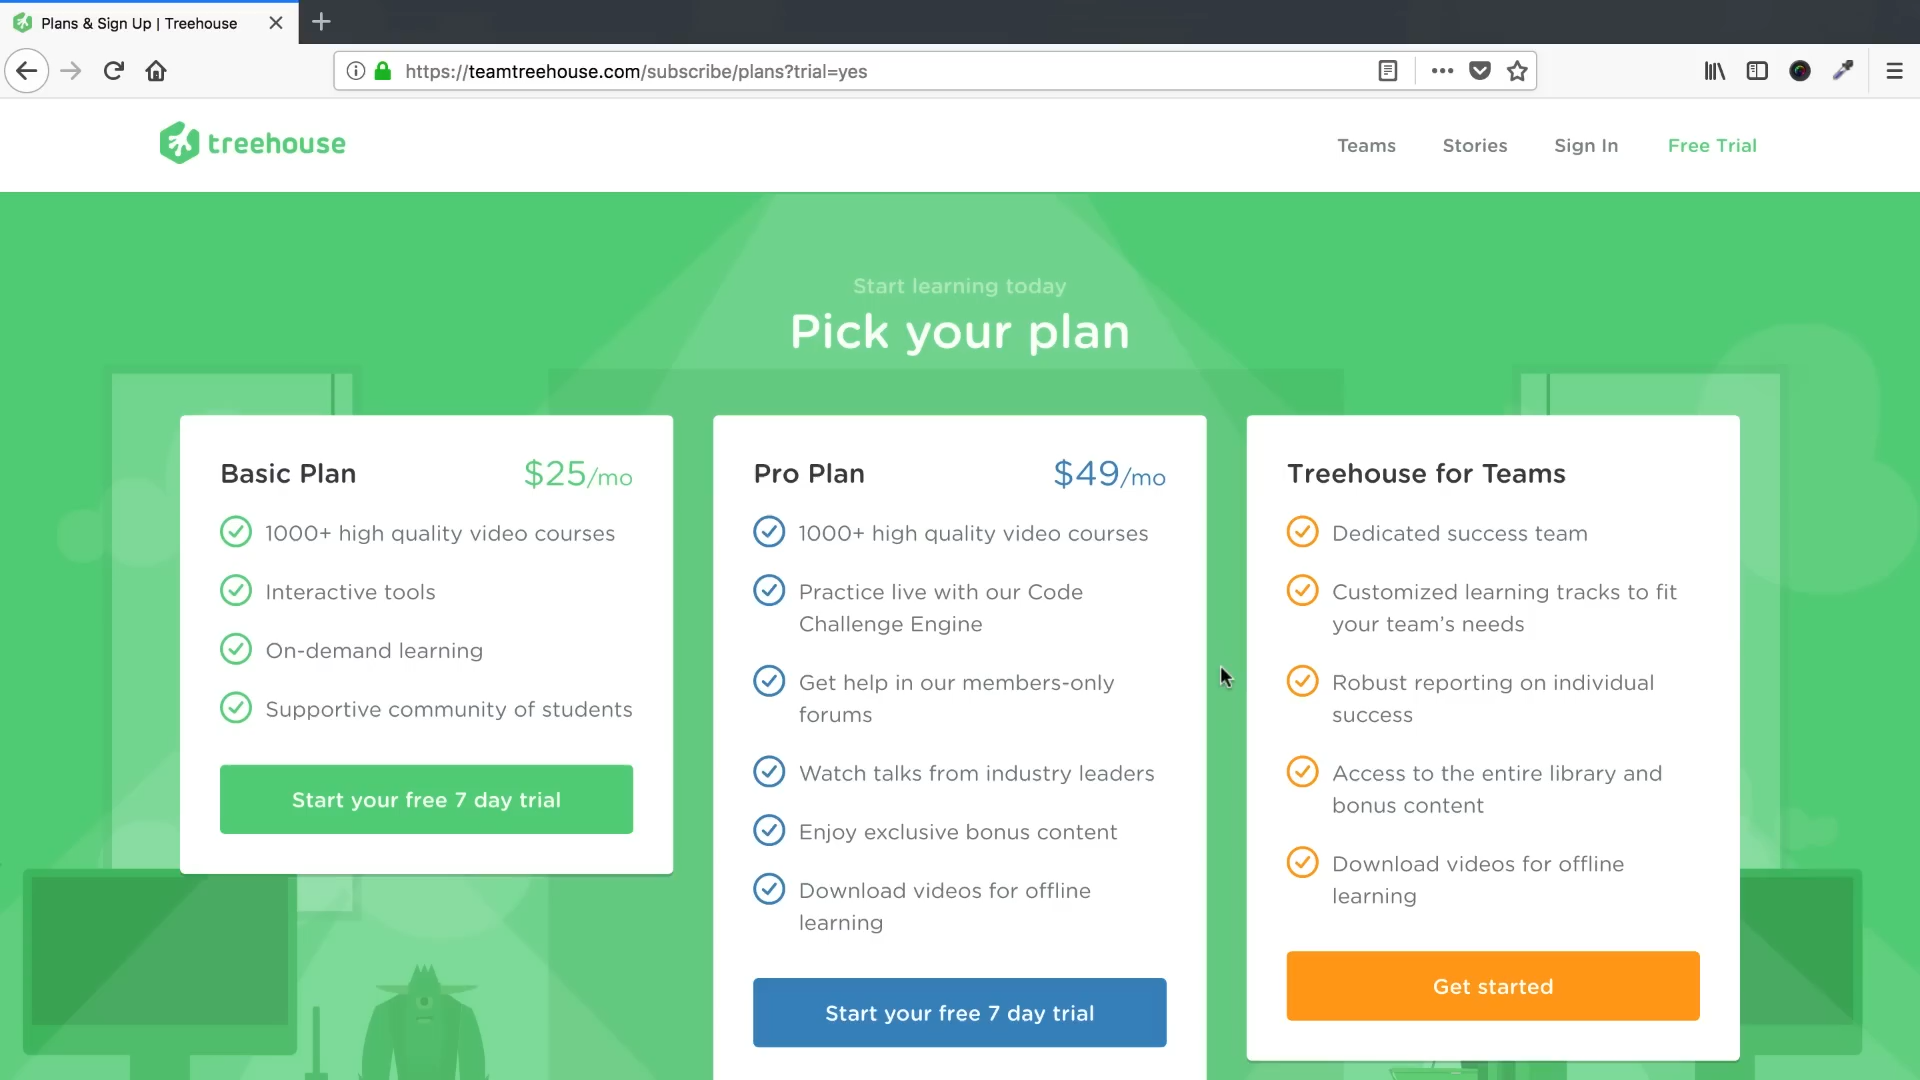 Plans & Sign Up | Treehouse
https://teamtreehouse.com/subscribe/plans?trial=yes
treehouse
Teams
Stories
Sign In
Free Trial
Start learning today
Pick your plan
Basic Plan
$25/mo
1000+ high quality video courses
Interactive tools
On-demand learning
Supportive community of students
Start your free 7 day trial
Pro Plan
$49/mo
1000+ high quality video courses
Practice live with our Code
Challenge Engine
Get help in our members-only
forums
Watch talks from industry leaders
Enjoy exclusive bonus content
Download videos for offline
learning
Start your free 7 day trial
Treehouse for Teams
Dedicated success team
Customized learning tracks to fit
your team’s needs
Robust reporting on individual
success
Access to the entire library and
bonus content
Download videos for offline
learning
Get started